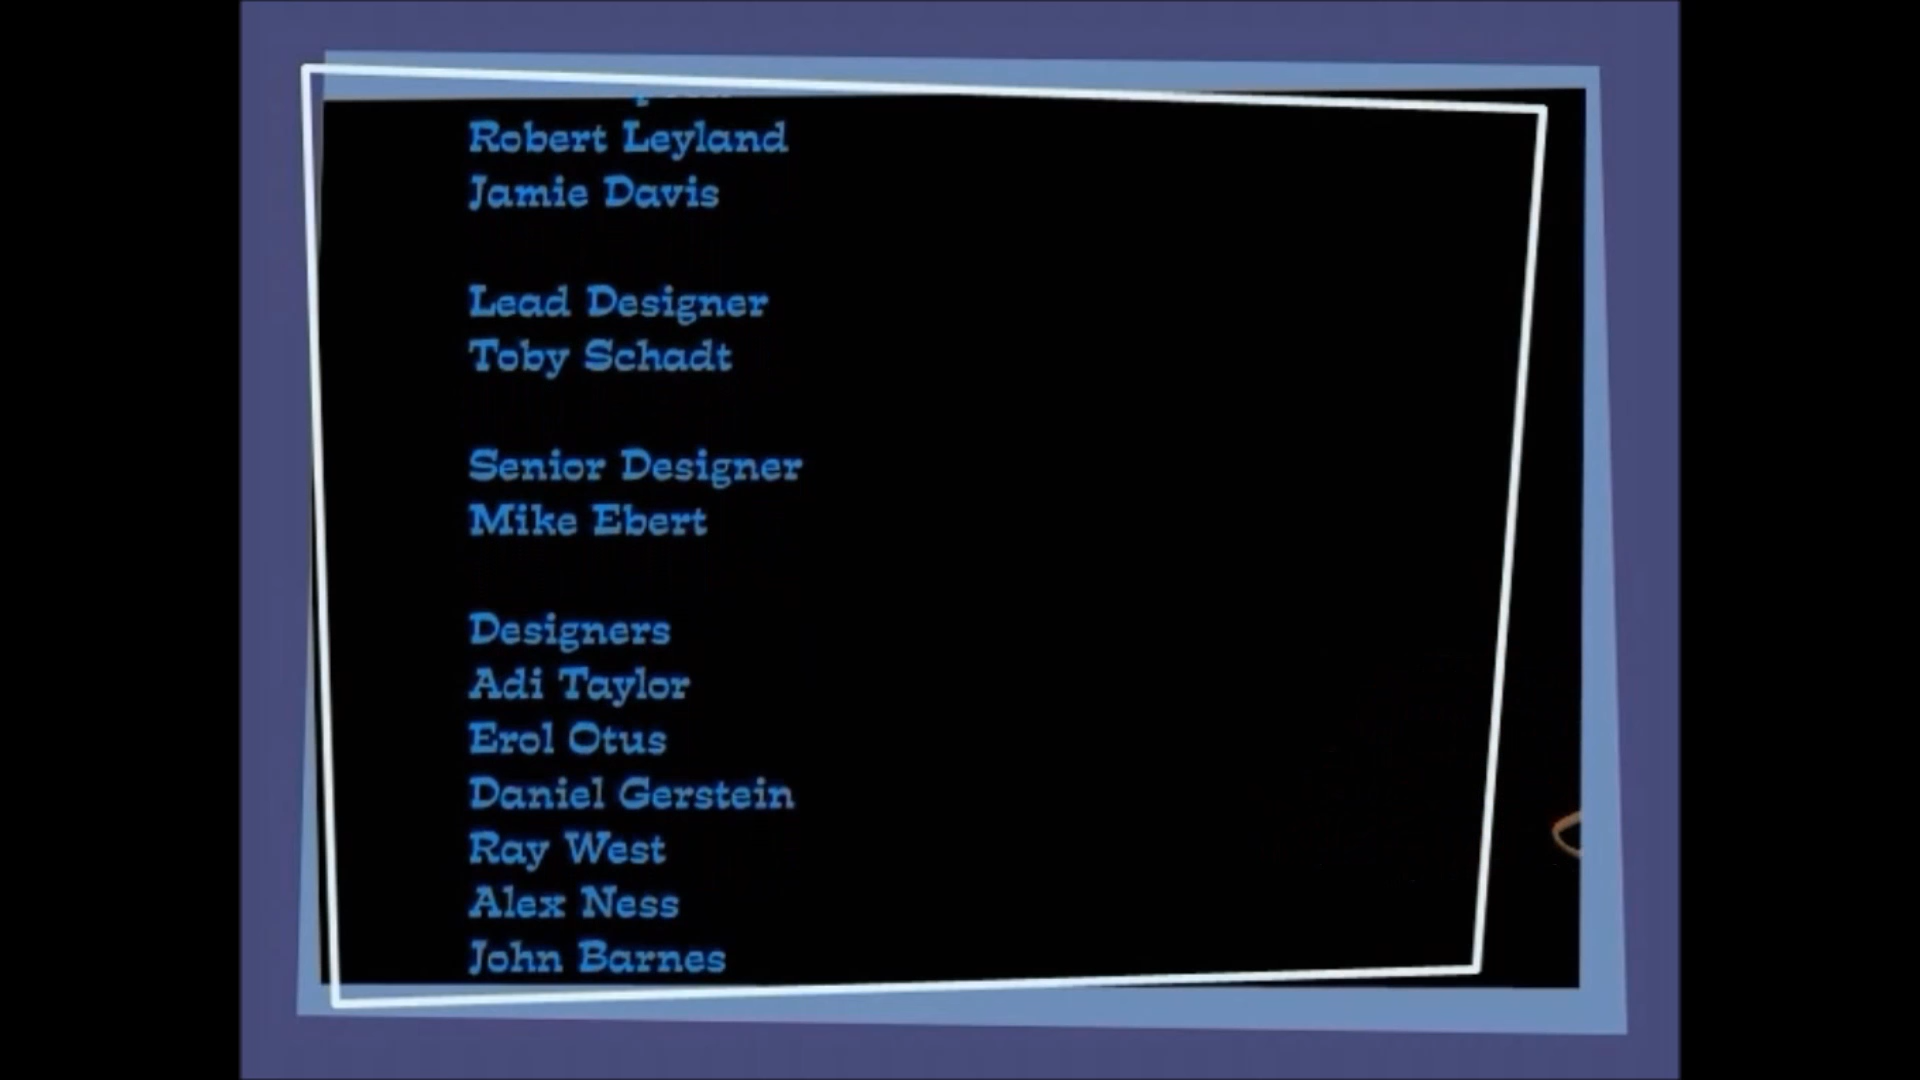 Robert Leyland
Jamie Davis
Lead Designer
Toby Schadt
Senior Designer
Mike Ebert
Designers
Adi Taylor
Erol Otus
Daniel Gerstein
Ray West
Alex Ness
John Barnes